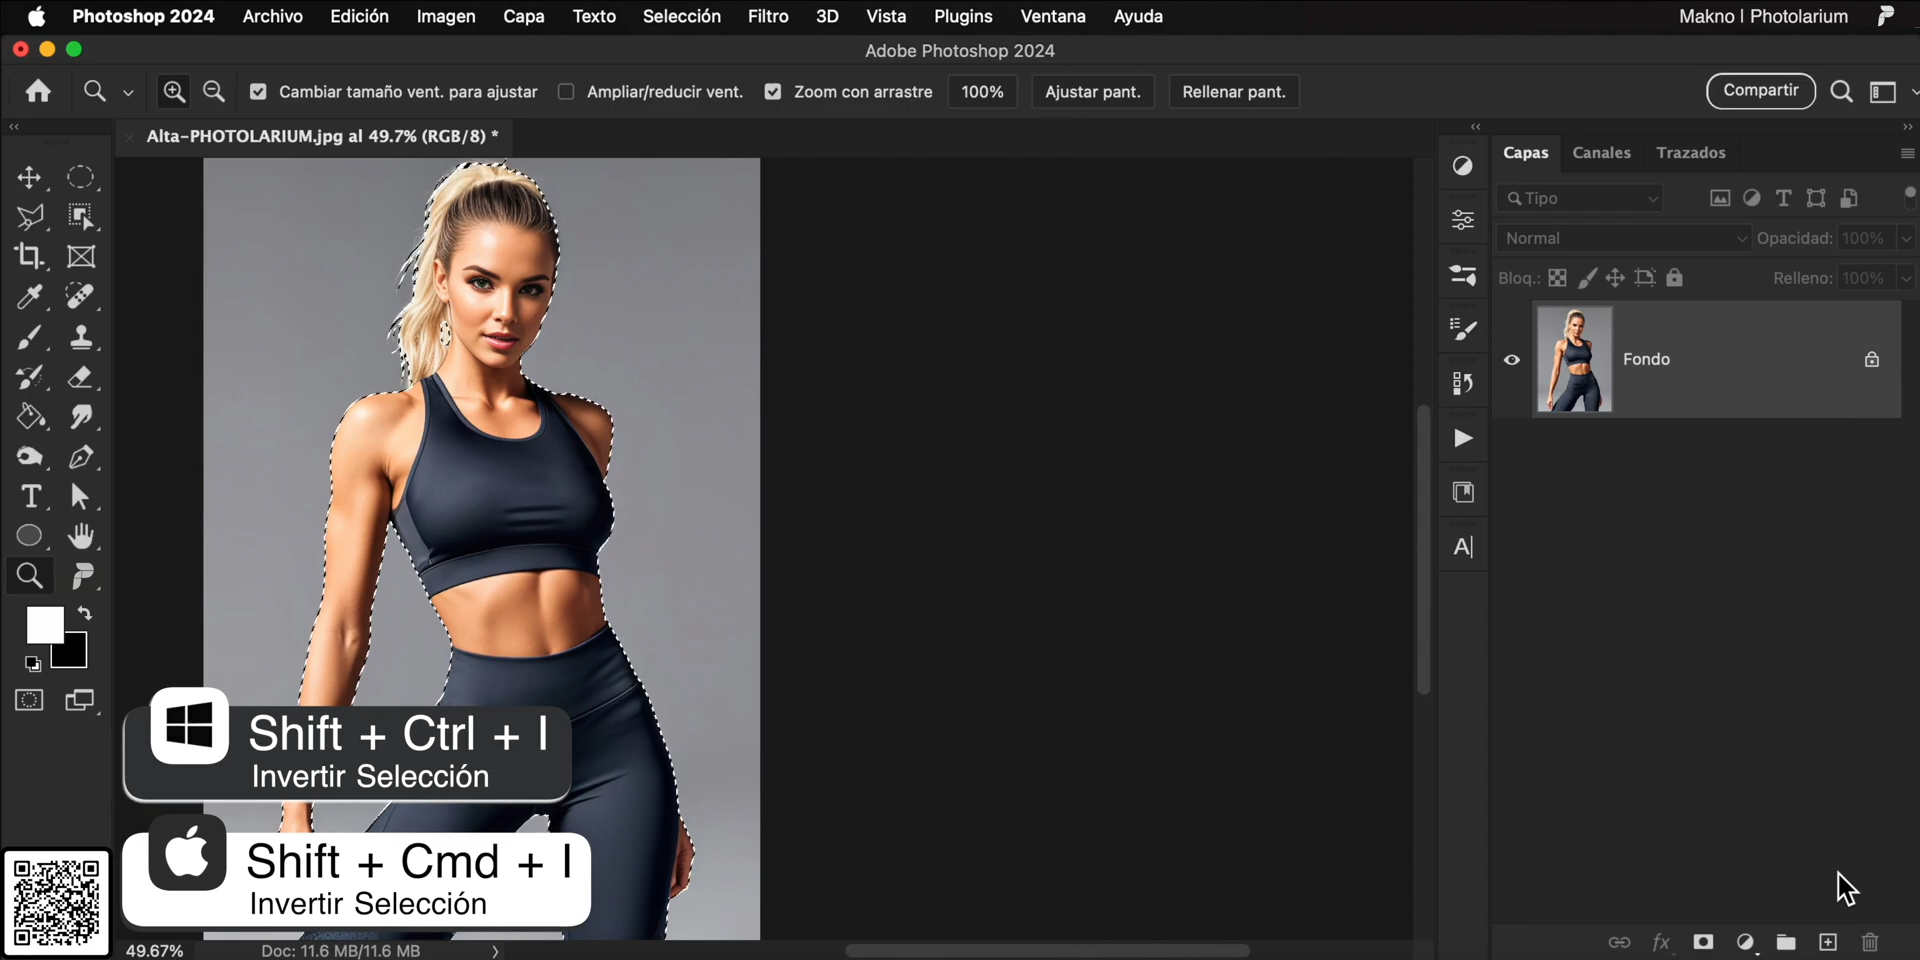 Photoshop 2024 Archivo Edición Imagen Capa Texto Selección Filtro 3D Vista Plugins Ventana Ayuda Makno | Photolarium
Adobe Photoshop 2024
Cambiar tamaño vent. para ajustar Ampliar/reducir vent. Zoom con arrastre 100% Ajustar pant. Rellenar pant. Compartir
Alta-PHOTOLARIUM.jpg al 49.7% (RGB/8) *
Capas Canales Trazados
Tipo
Normal Opacidad: 100%
Bloq.: Relleno: 100%
Fondo
Shift + Ctrl + I
Invertir Selección
Shift + Cmd + I
Invertir Selección
49.67% Doc: 11.6 MB/11.6 MB